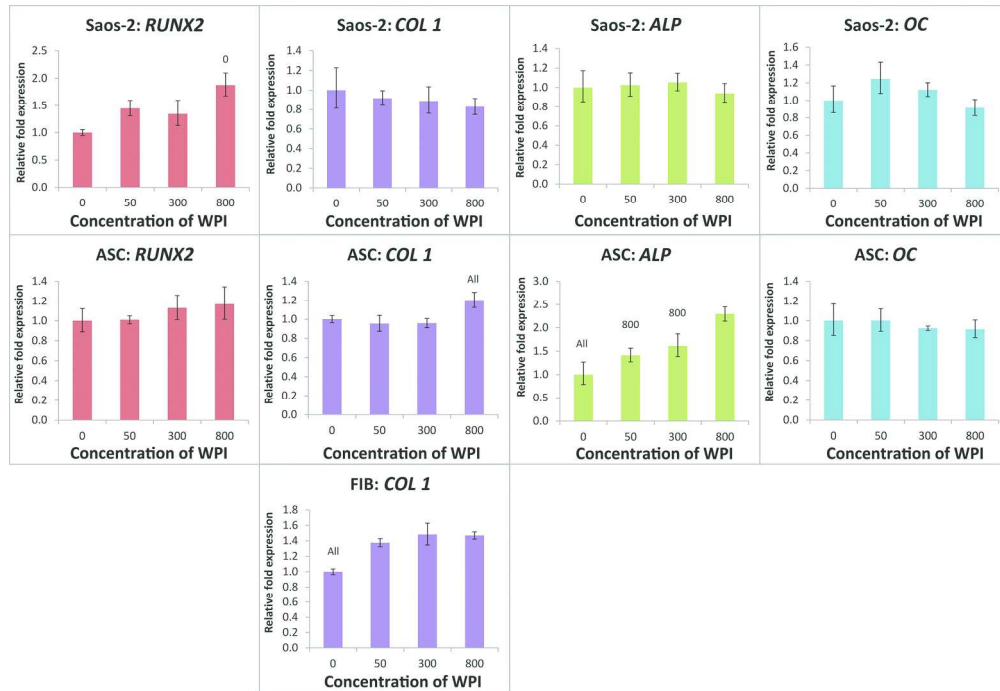 Saos-2: RUNX2
Relative fold expression
2.5
2.0
1.5
1.0
0.5
0.0
0
0 50 300 800
Concentration of WPI
Saos-2: COL 1
Relative fold expression
1.4
1.2
1.0
0.8
0.6
0.4
0.2
0.0
0 50 300 800
Concentration of WPI
Saos-2: ALP
Relative fold expression
1.4
1.2
1.0
0.8
0.6
0.4
0.2
0.0
0 50 300 800
Concentration of WPI
Saos-2: OC
Relative fold expression
1.6
1.4
1.2
1.0
0.8
0.6
0.4
0.2
0.0
0 50 300 800
Concentration of WPI
ASC: RUNX2
Relative fold expression
1.4
1.2
1.0
0.8
0.6
0.4
0.2
0.0
0 50 300 800
Concentration of WPI
ASC: COL 1
Relative fold expression
1.4
1.2
1.0
0.8
0.6
0.4
0.2
0.0
All
0 50 300 800
Concentration of WPI
ASC: ALP
Relative fold expression
3.0
2.5
2.0
1.5
1.0
0.5
0.0
All 800 800
0 50 300 800
Concentration of WPI
ASC: OC
Relative fold expression
1.4
1.2
1.0
0.8
0.6
0.4
0.2
0.0
0 50 300 800
Concentration of WPI
FIB: COL 1
Relative fold expression
1.8
1.6
1.4
1.2
1.0
0.8
0.6
0.4
0.2
0.0
All
0 50 300 800
Concentration of WPI